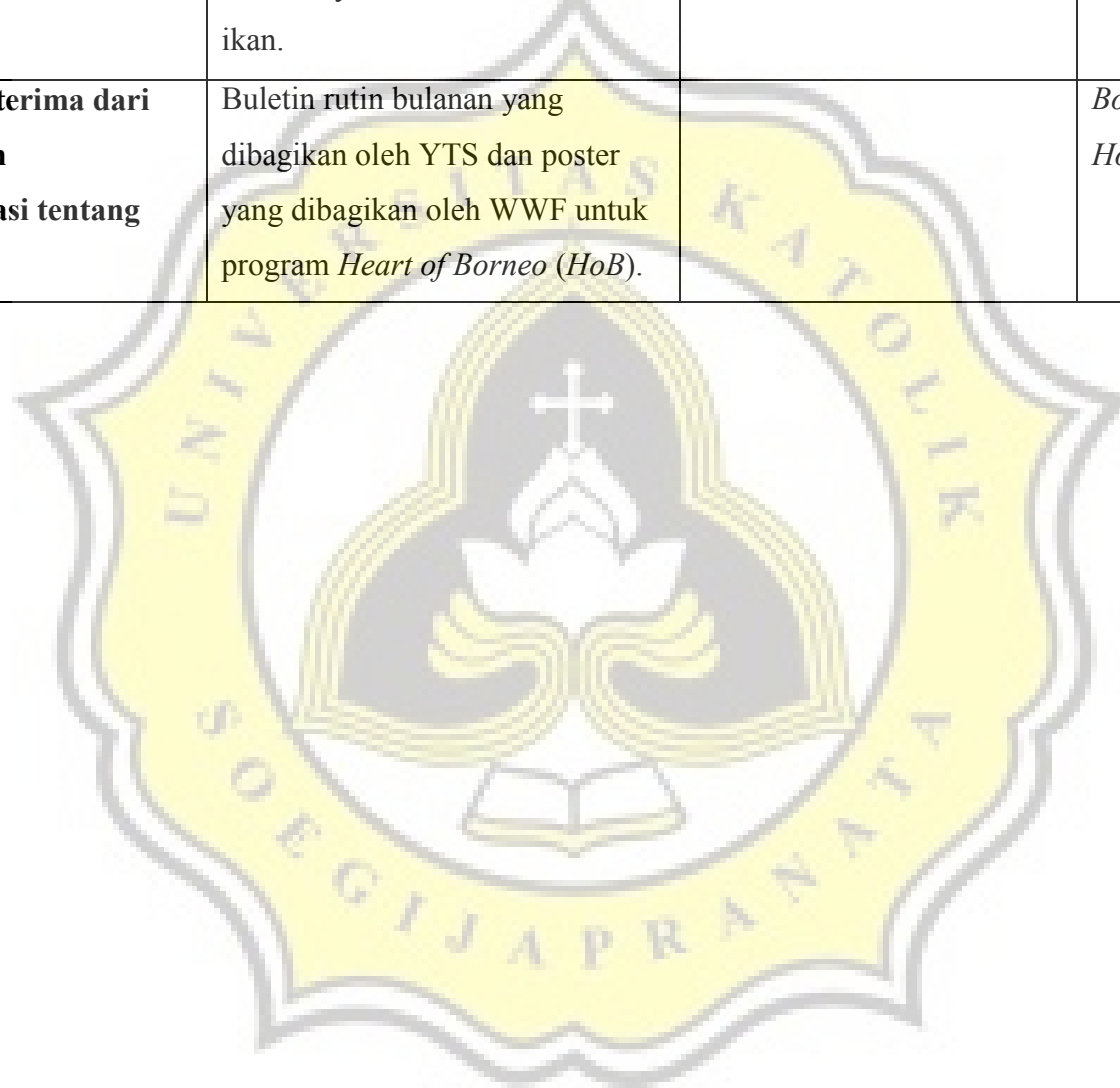 ikan.
terima dari
asi tentang
Buletin rutin bulanan yang
dibagikan oleh YTS dan poster
yang dibagikan oleh WWF untuk
program Heart of Borneo (HoB).
UNIVERSITAS KATOLIK
SOEGIJAPRANATA